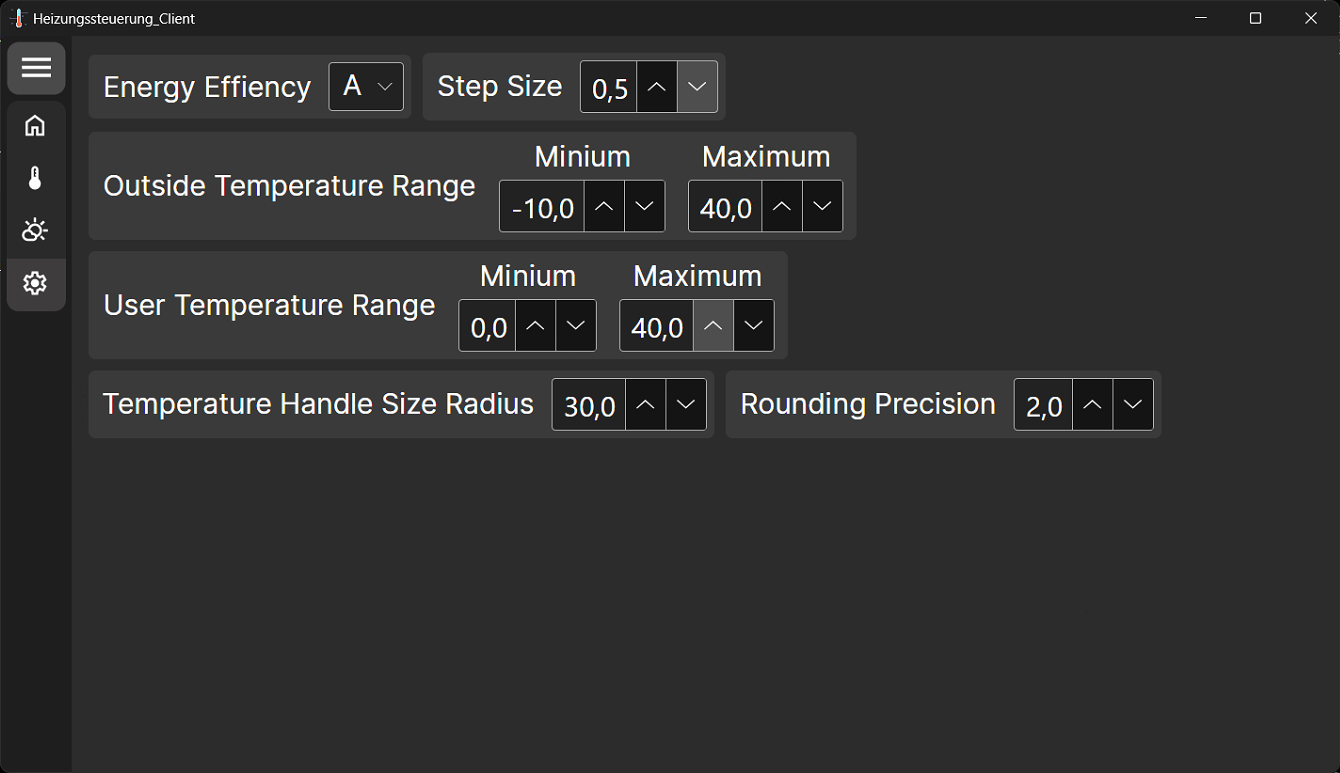 Heizungssteuerung_Client
Energy Effiency A Step Size 0,5
Minium Maximum
Outside Temperature Range -10,0 40,0
Minium Maximum
User Temperature Range 0,0 40,0
Temperature Handle Size Radius 30,0 Rounding Precision 2,0